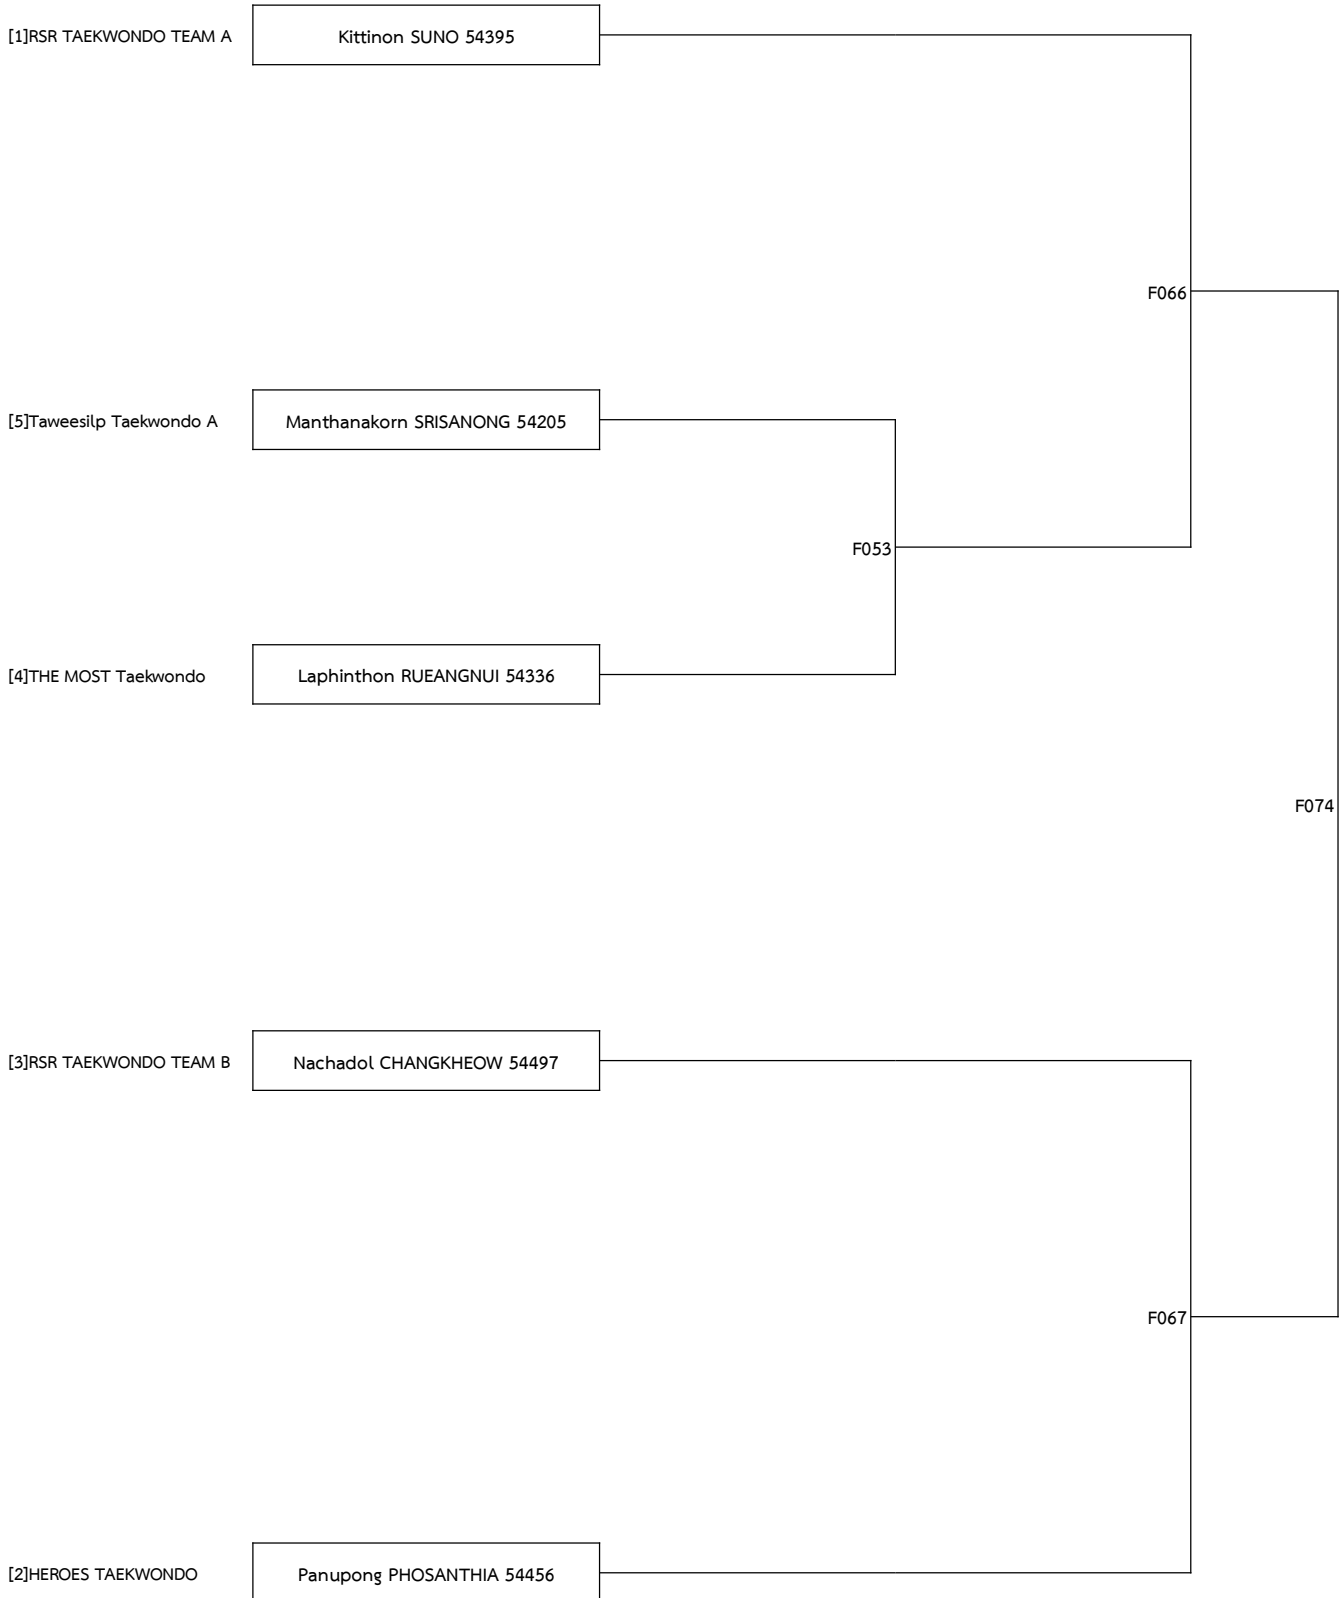 [1]RSR TAEKWONDO TEAM A Kittinon SUNO 54395
F066
[5]Taweesilp Taekwondo A Manthanakorn SRISANONG 54205
F053
[4]THE MOST Taekwondo Laphinthon RUEANGNUI 54336
F074
[3]RSR TAEKWONDO TEAM B Nachadol CHANGKHEOW 54497
F067
[2]HEROES TAEKWONDO Panupong PHOSANTHIA 54456